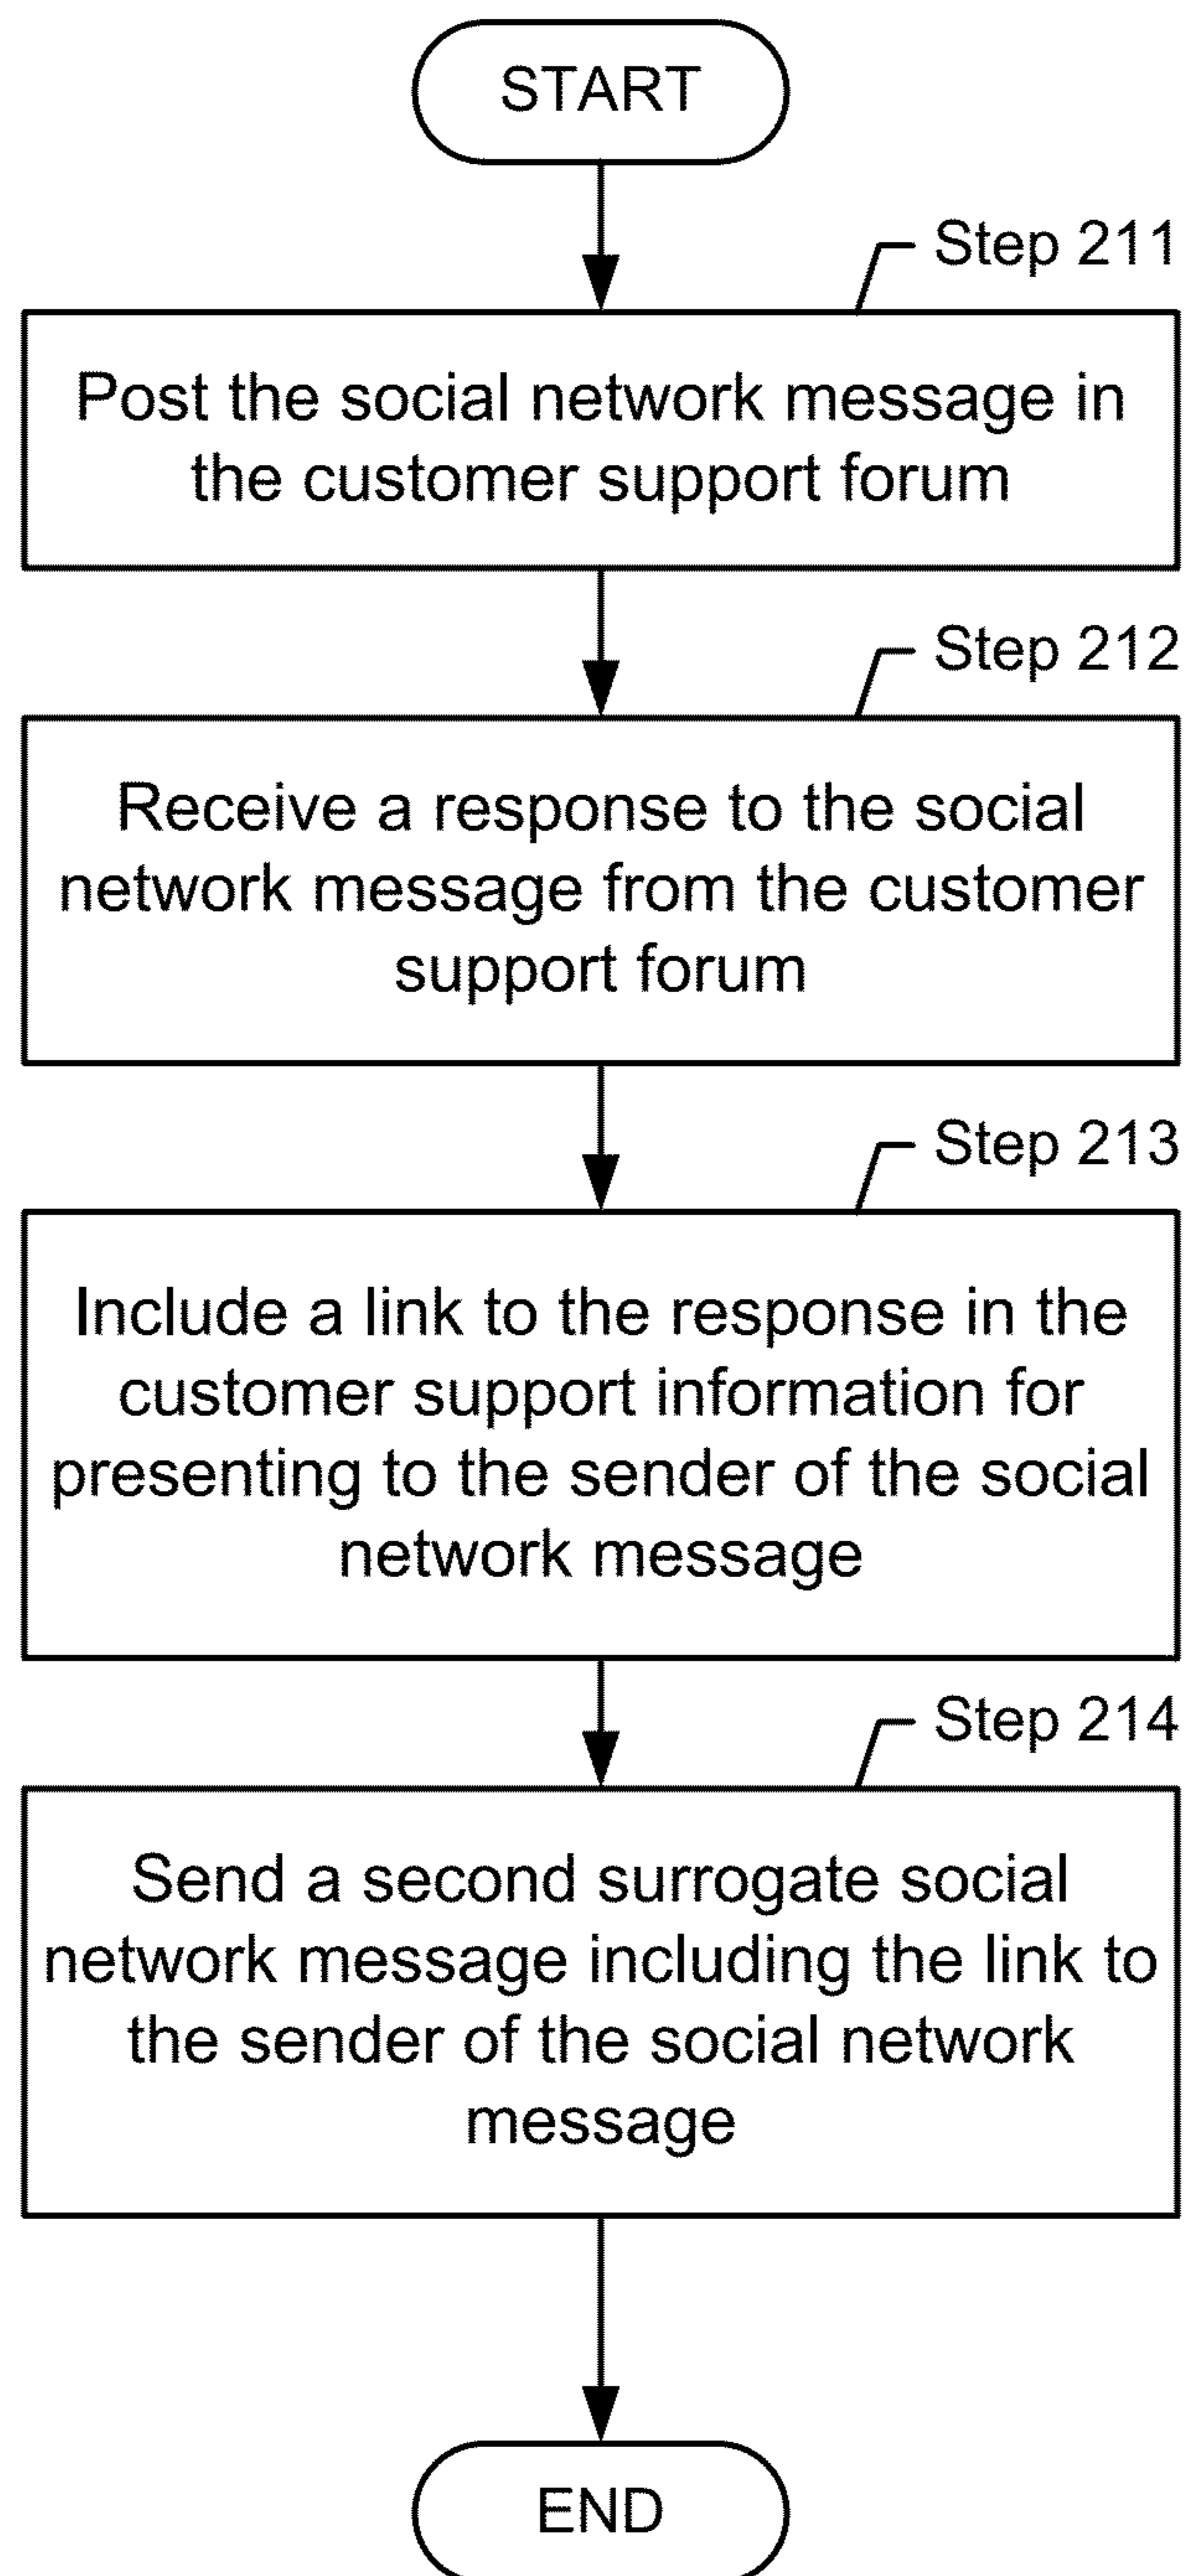 START
Step 211
Post the social network message in
the customer support forum
Step 212
Receive a response to the social
network message from the customer
support forum
Step 213
Include a link to the response in the
customer support information for
presenting to the sender of the social
network message
Step 214
Send a second surrogate social
network message including the link to
the sender of the social network
message
END